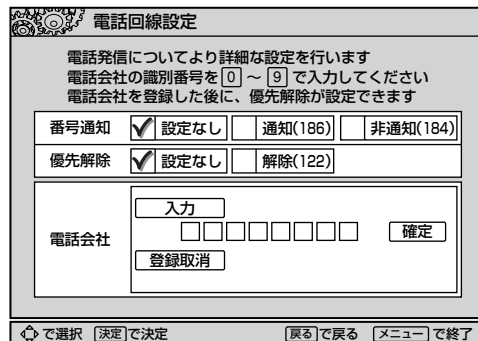 電話回線設定
電話発信についてより詳細な設定を行います
電話会社の識別番号を 0 ～ 9 で入力してください
電話会社を登録した後に、優先解除が設定できます
番号通知 設定なし 通知(186) 非通知(184)
優先解除 設定なし 解除(122)
入力
電話会社 確定
登録取消
で選択 決定 で決定 戻る で戻る メニュー で終了